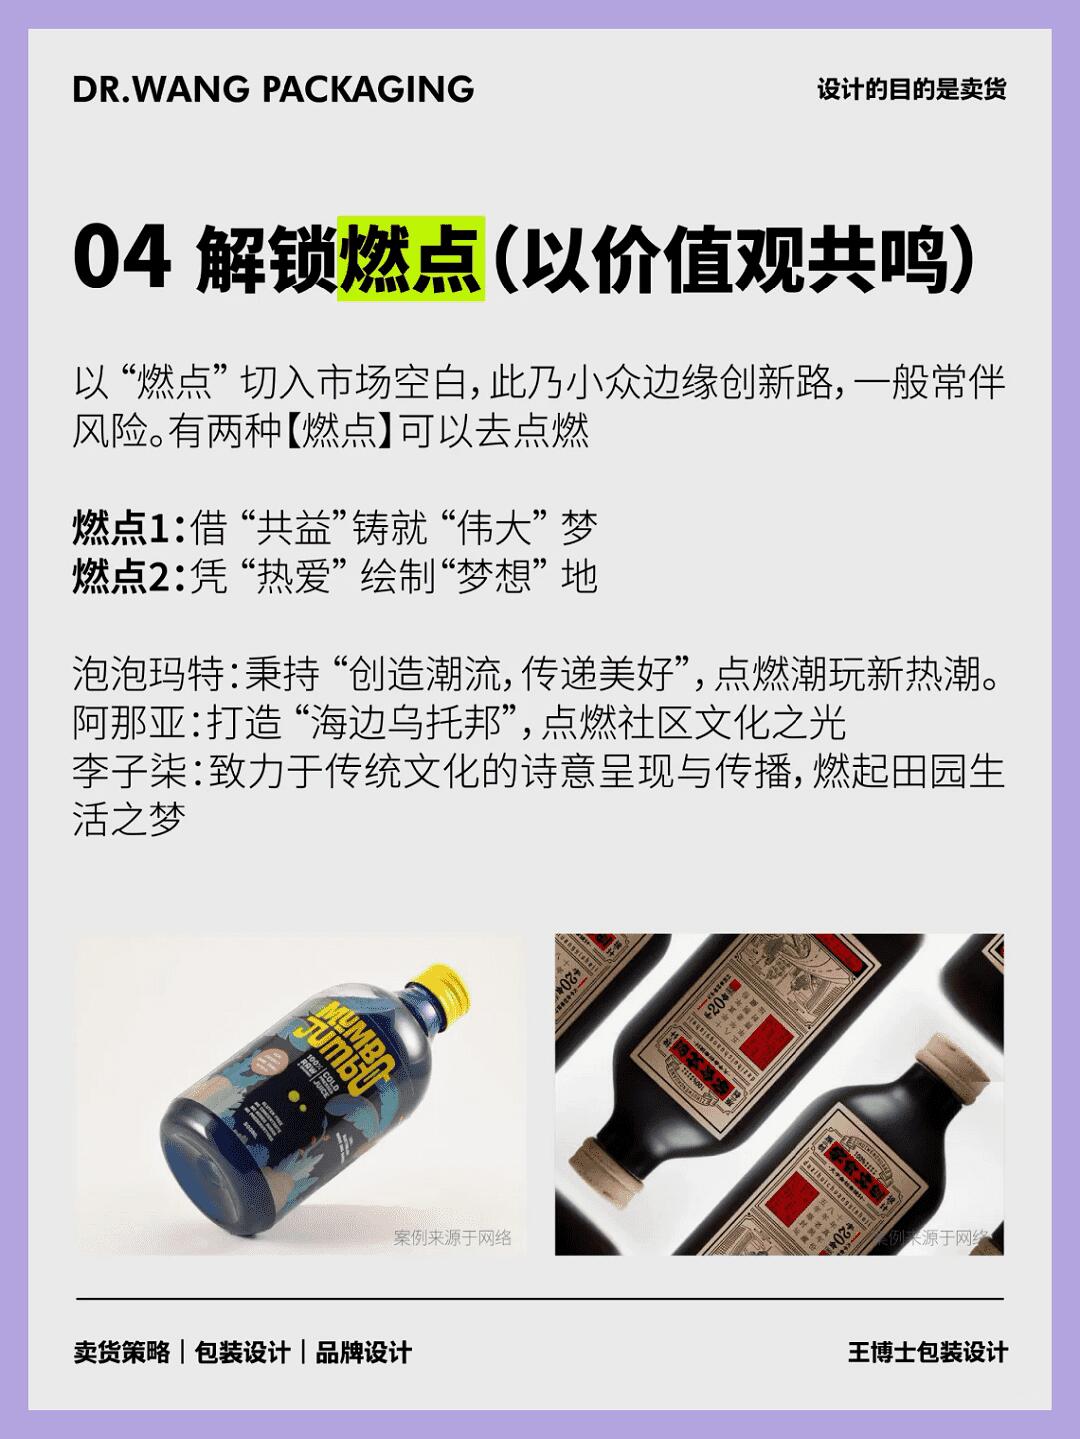 DR.WANG PACKAGING
设计的目的是卖货
04 解锁燃点（以价值观共鸣）
以“燃点”切入市场空白，此乃小众边缘创新路，一般常伴
风险。有两种【燃点】可以去点燃
燃点1：借“共益”铸就“伟大”梦
燃点2：凭“热爱”绘制“梦想”地
泡泡玛特：秉持“创造潮流，传递美好”，点燃潮玩新热潮。
阿那亚：打造“海边乌托邦”，点燃社区文化之光
李子柒：致力于传统文化的诗意呈现与传播，燃起田园生
活之梦
MUMBO
JUMBO
100%
RAW
COLD
JUICE
案例来源于网络
案例来源于网络
卖货策略｜包装设计｜品牌设计
王博士包装设计